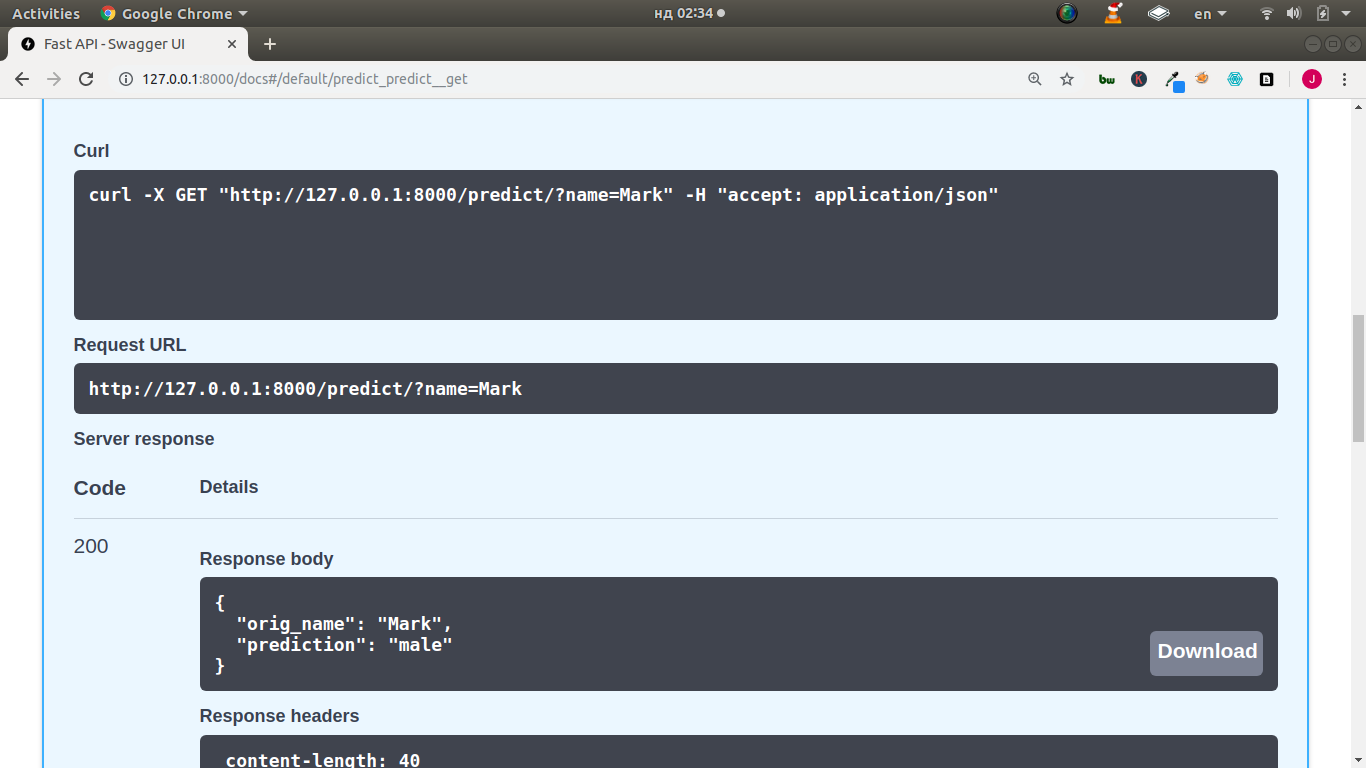 Activities Google Chrome нд 02:34 en
Fast API - Swagger UI
127.0.0.1:8000/docs#/default/predict_predict__get bw K J
Curl
curl -X GET "http://127.0.0.1:8000/predict/?name=Mark" -H "accept: application/json"
Request URL
http://127.0.0.1:8000/predict/?name=Mark
Server response
Code Details
200
Response body
{
"orig_name": "Mark",
"prediction": "male"
}
Download
Response headers
content-length: 40